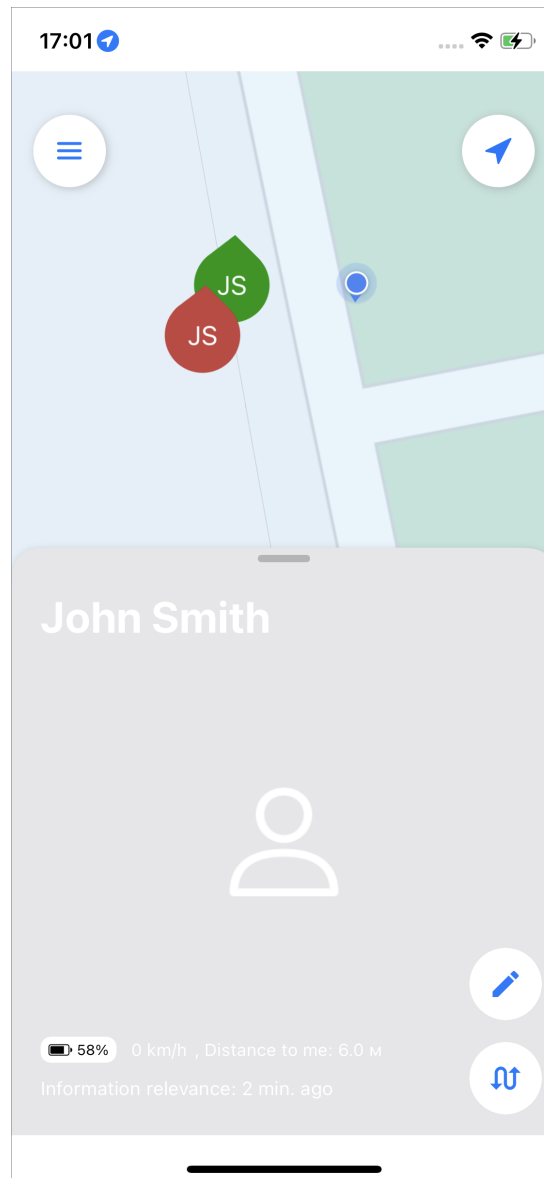 17:01
JS
JS
John Smith
58% 0 km/h , Distance to me: 6.0 м
Information relevance: 2 min. ago